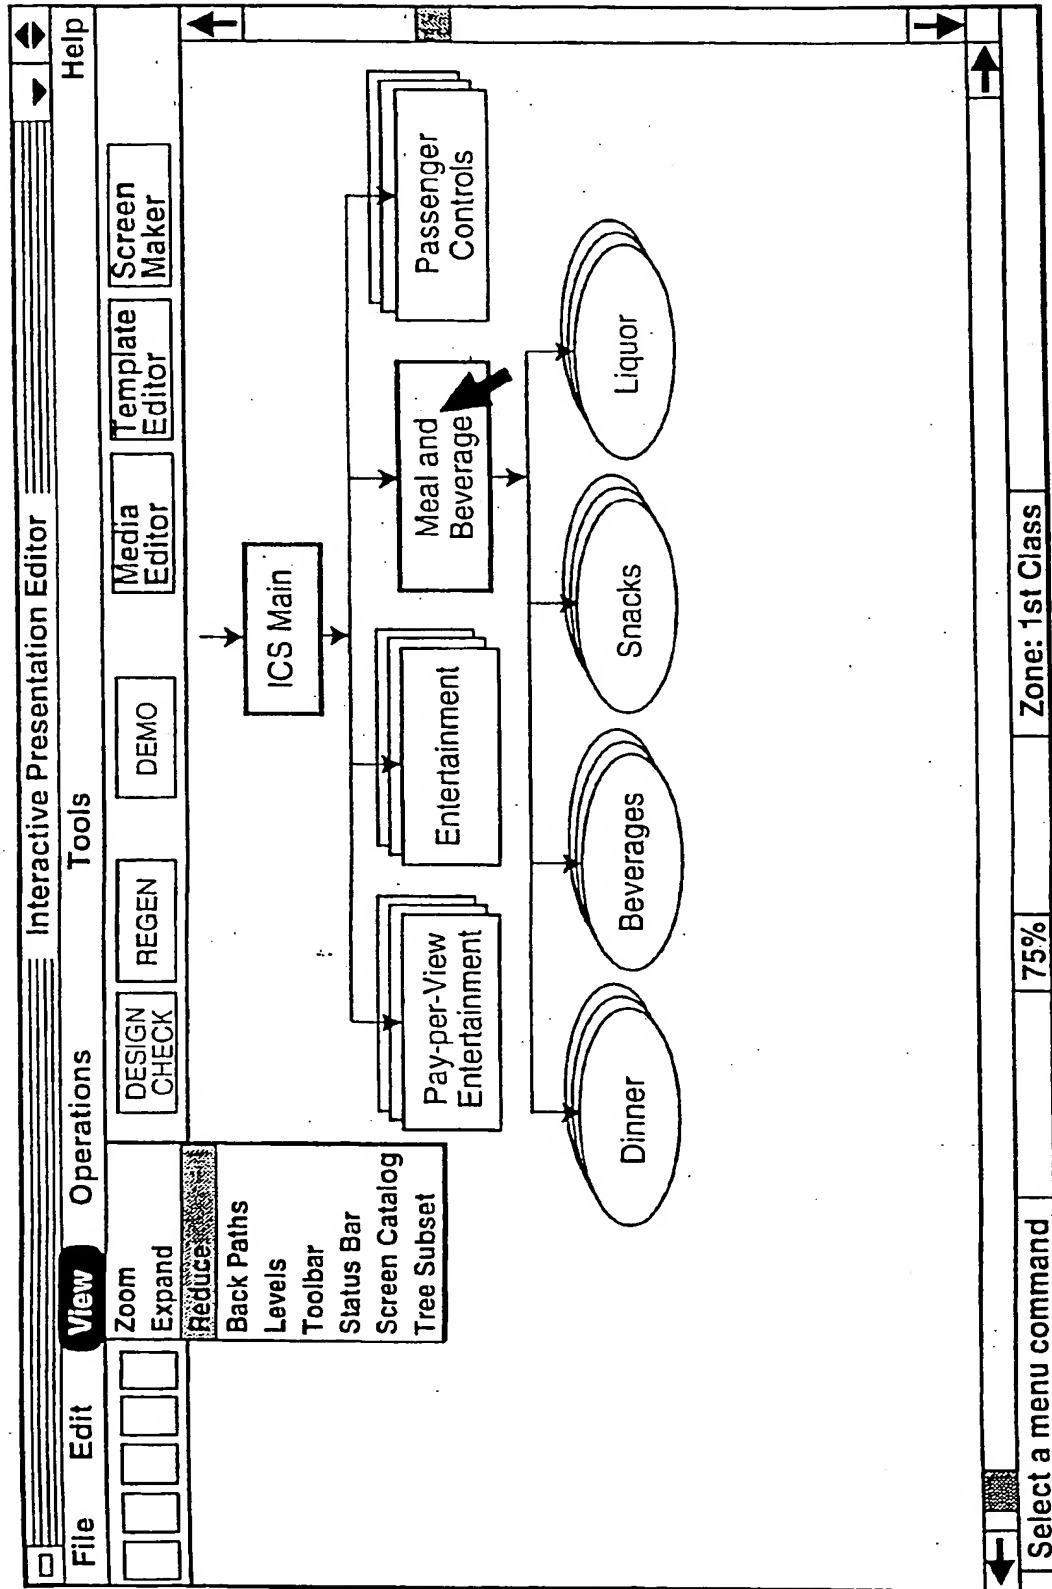 Interactive Presentation Editor
File Edit View Operations Tools Help
DESIGN
CHECK
REGEN
DEMO
Media
Editor
Template
Editor
Screen
Maker
Zoom
Expand
Reduce
Back Paths
Levels
Toolbar
Status Bar
Screen Catalog
Tree Subset
ICS Main
Pay-per-View
Entertainment
Entertainment
Meal and
Beverage
Passenger
Controls
Dinner
Beverages
Snacks
Liquor
Select a menu command
75%
Zone: 1st Class